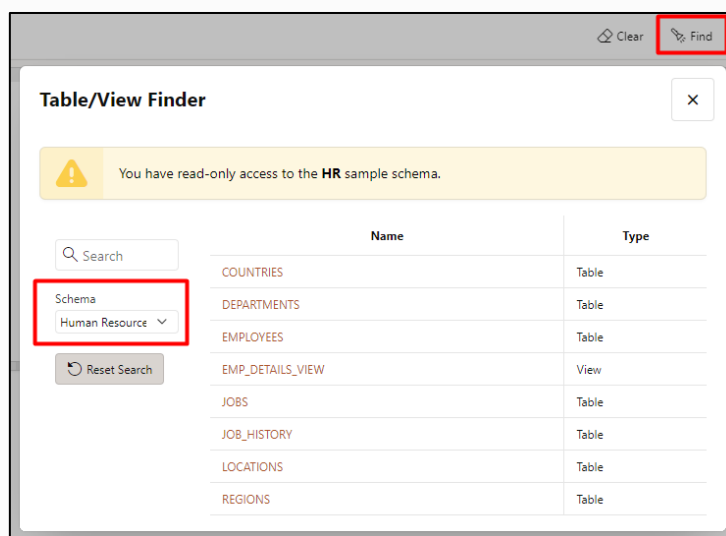 Clear Find
Table/View Finder
You have read-only access to the HR sample schema.
Search
Schema
Human Resource
Reset Search
Name Type
COUNTRIES Table
DEPARTMENTS Table
EMPLOYEES Table
EMP_DETAILS_VIEW View
JOBS Table
JOB_HISTORY Table
LOCATIONS Table
REGIONS Table